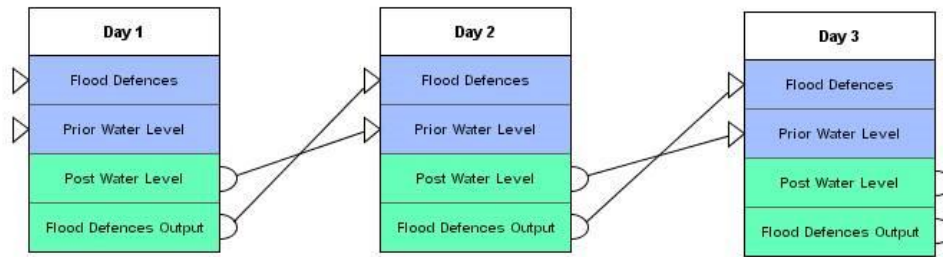 Day 1
Flood Defences
Prior Water Level
Post Water Level
Flood Defences Output
Day 2
Flood Defences
Prior Water Level
Post Water Level
Flood Defences Output
Day 3
Flood Defences
Prior Water Level
Post Water Level
Flood Defences Output